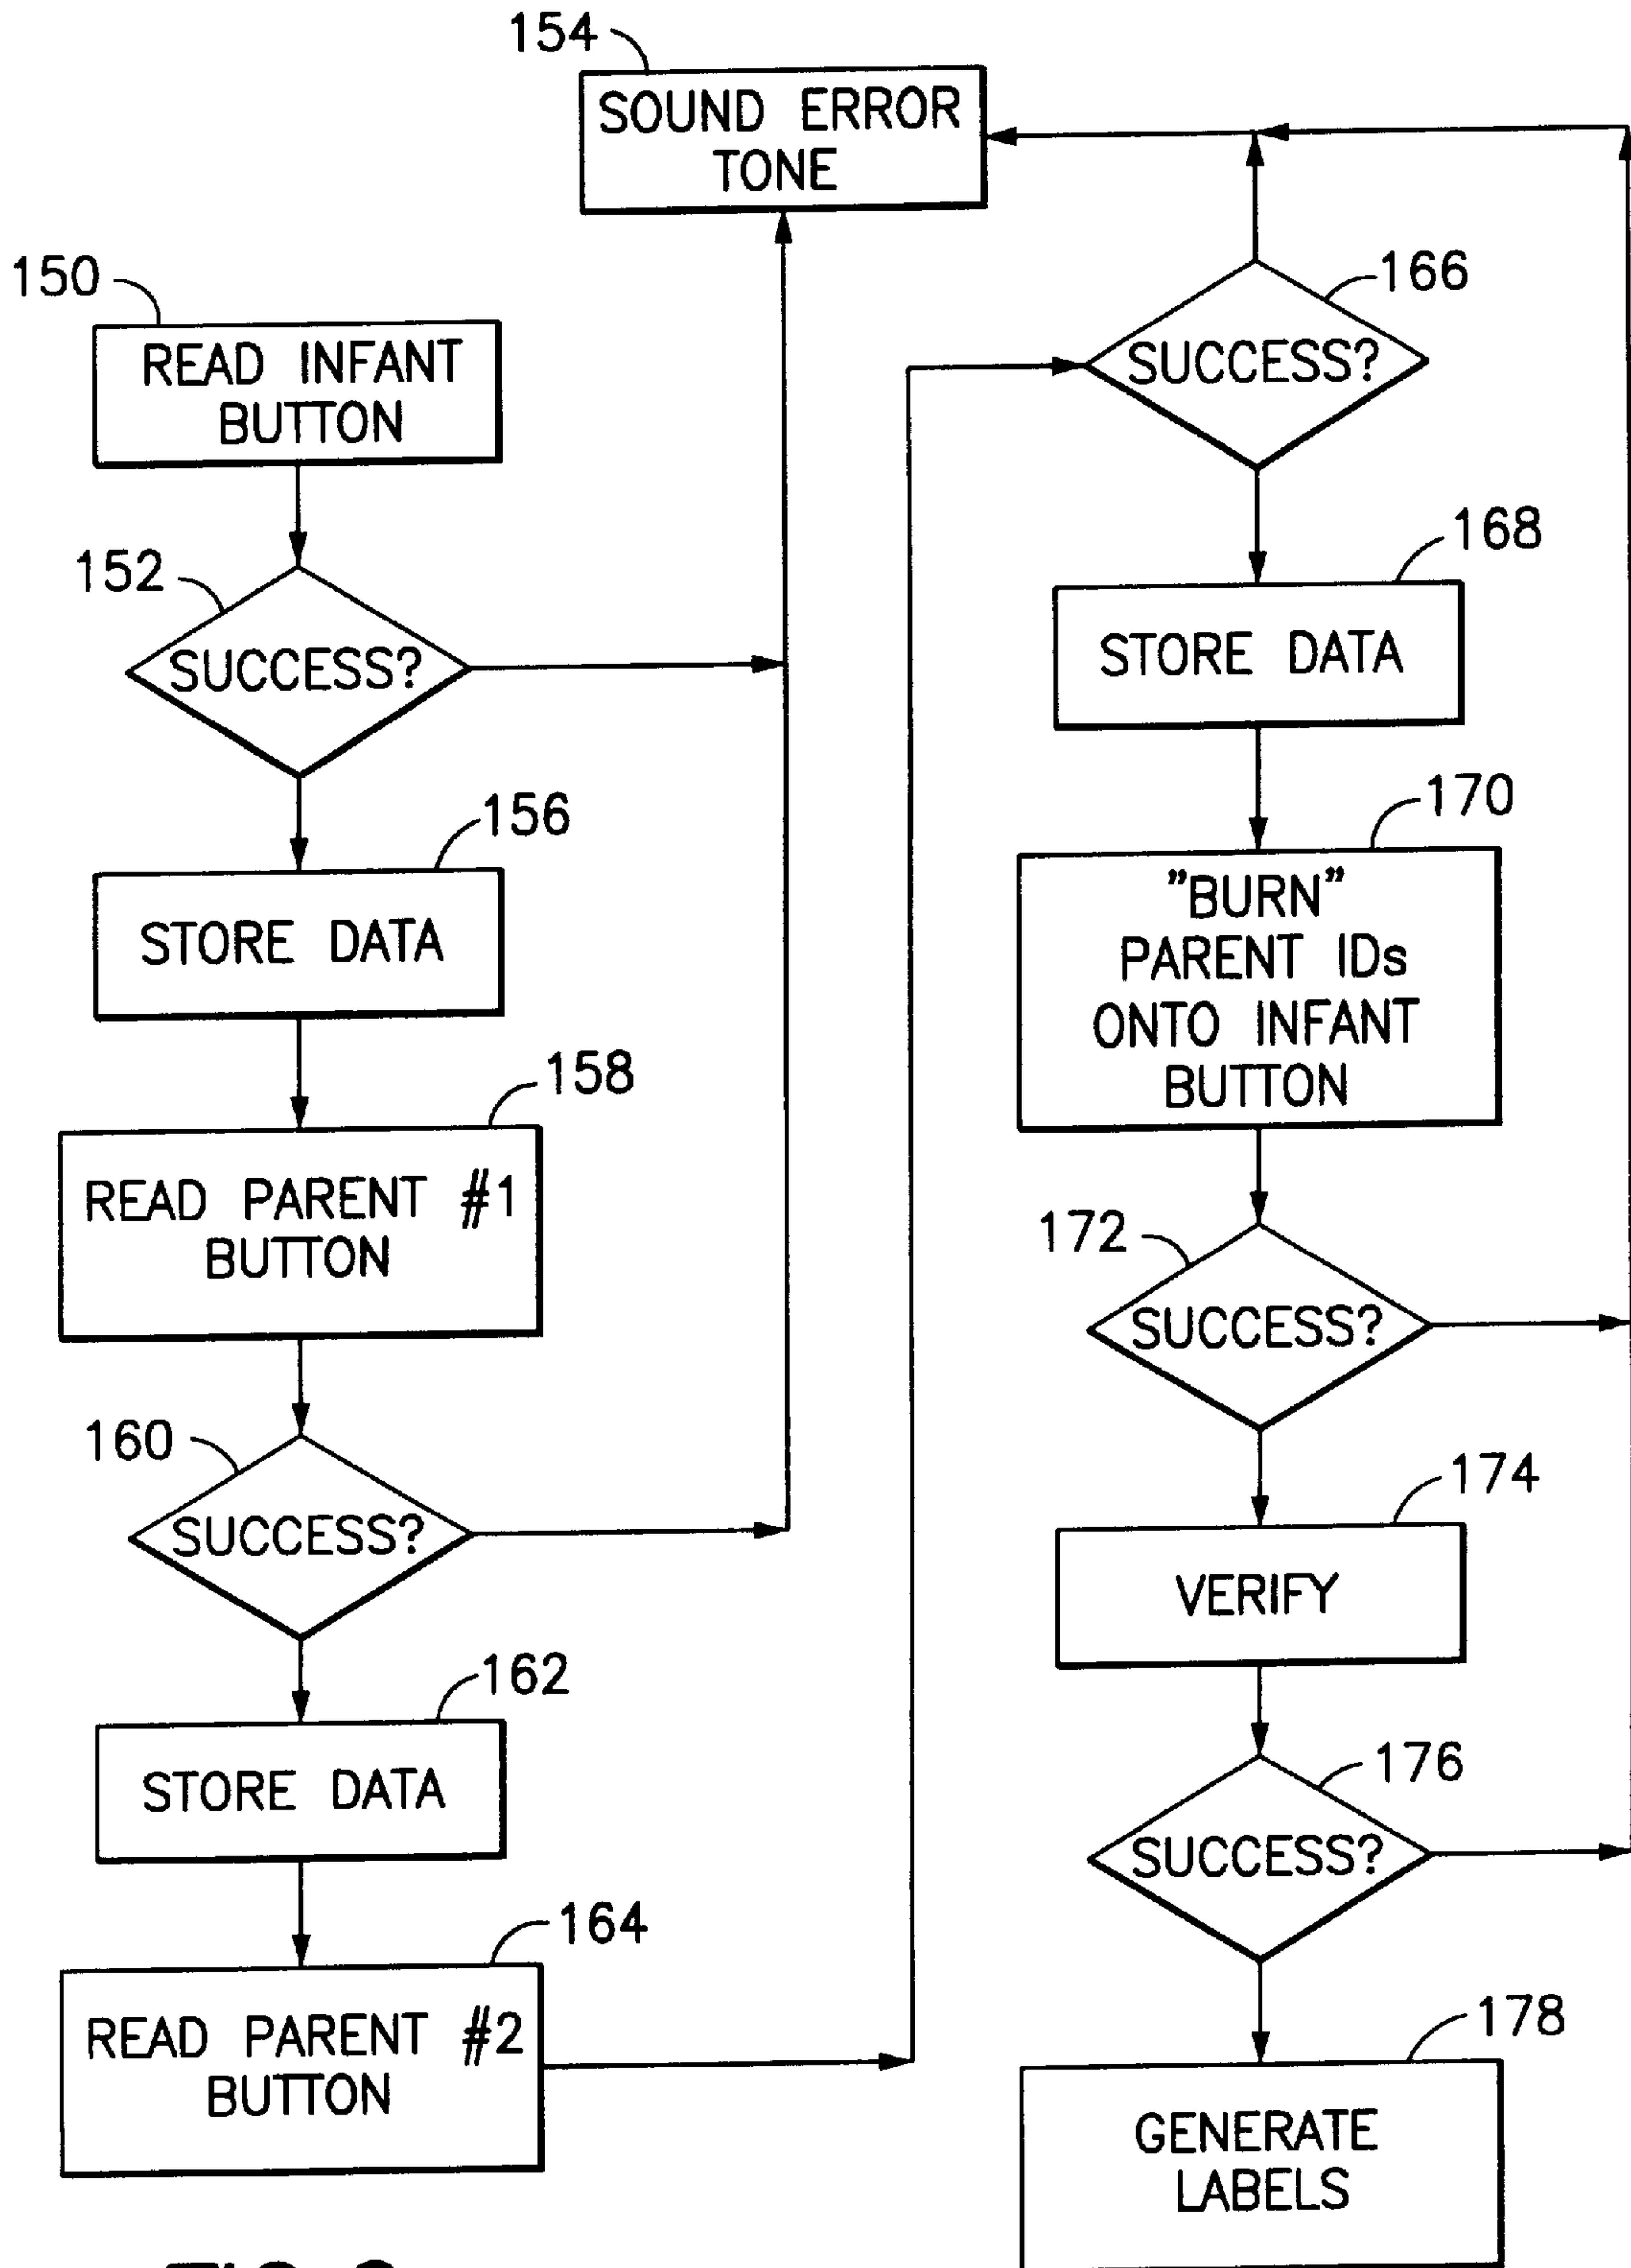 154
SOUND ERROR
TONE
150
READ INFANT
BUTTON
152
SUCCESS?
156
STORE DATA
158
READ PARENT #1
BUTTON
160
SUCCESS?
162
STORE DATA
164
READ PARENT #2
BUTTON
166
SUCCESS?
168
STORE DATA
170
"BURN"
PARENT IDs
ONTO INFANT
BUTTON
172
SUCCESS?
174
VERIFY
176
SUCCESS?
178
GENERATE
LABELS